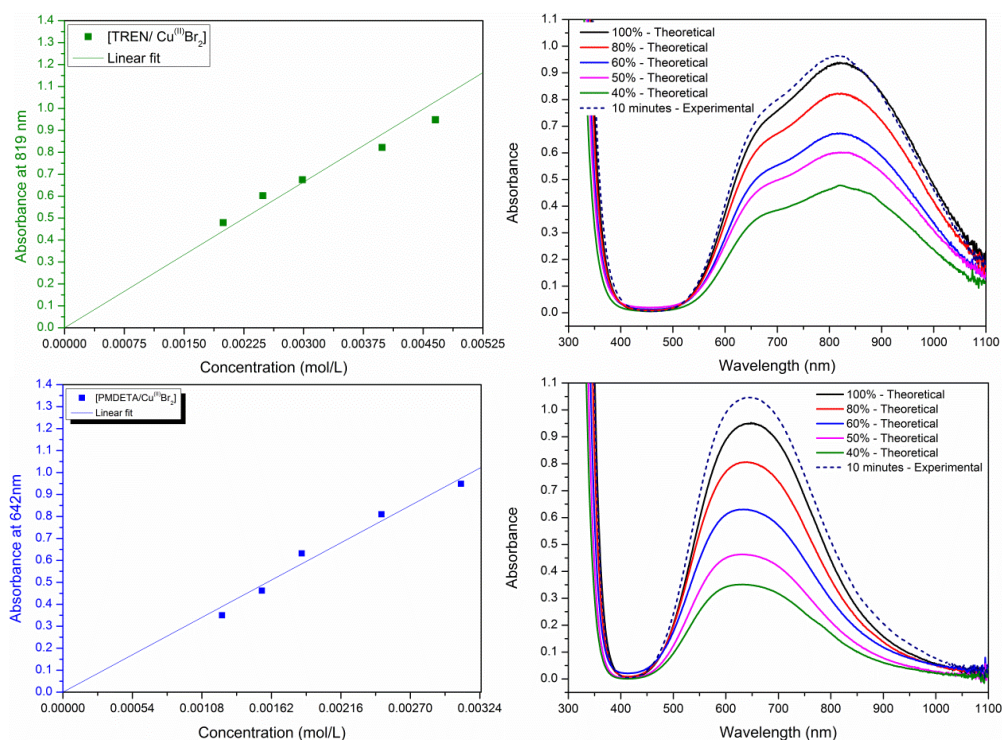 [TREN/ Cu(II)Br2]
Linear fit
1.4
1.3
1.2
1.1
1.0
0.9
0.8
0.7
0.6
0.5
0.4
0.3
0.2
0.1
0.0
Absorbance at 819 nm
0.00000 0.00075 0.00150 0.00225 0.00300 0.00375 0.00450 0.00525
Concentration (mol/L)
100% - Theoretical
80% - Theoretical
60% - Theoretical
50% - Theoretical
40% - Theoretical
10 minutes - Experimental
1.1
1.0
0.9
0.8
0.7
0.6
0.5
0.4
0.3
0.2
0.1
0.0
Absorbance
300 400 500 600 700 800 900 1000 1100
Wavelength (nm)
[PMDETA/Cu(II)Br2]
Linear fit
1.4
1.3
1.2
1.1
1.0
0.9
0.8
0.7
0.6
0.5
0.4
0.3
0.2
0.1
0.0
Absorbance at 642nm
0.00000 0.00054 0.00108 0.00162 0.00216 0.00270 0.00324
Concentration (mol/L)
100% - Theoretical
80% - Theoretical
60% - Theoretical
50% - Theoretical
40% - Theoretical
10 minutes - Experimental
1.1
1.0
0.9
0.8
0.7
0.6
0.5
0.4
0.3
0.2
0.1
0.0
Absorbance
300 400 500 600 700 800 900 1000 1100
Wavelength (nm)